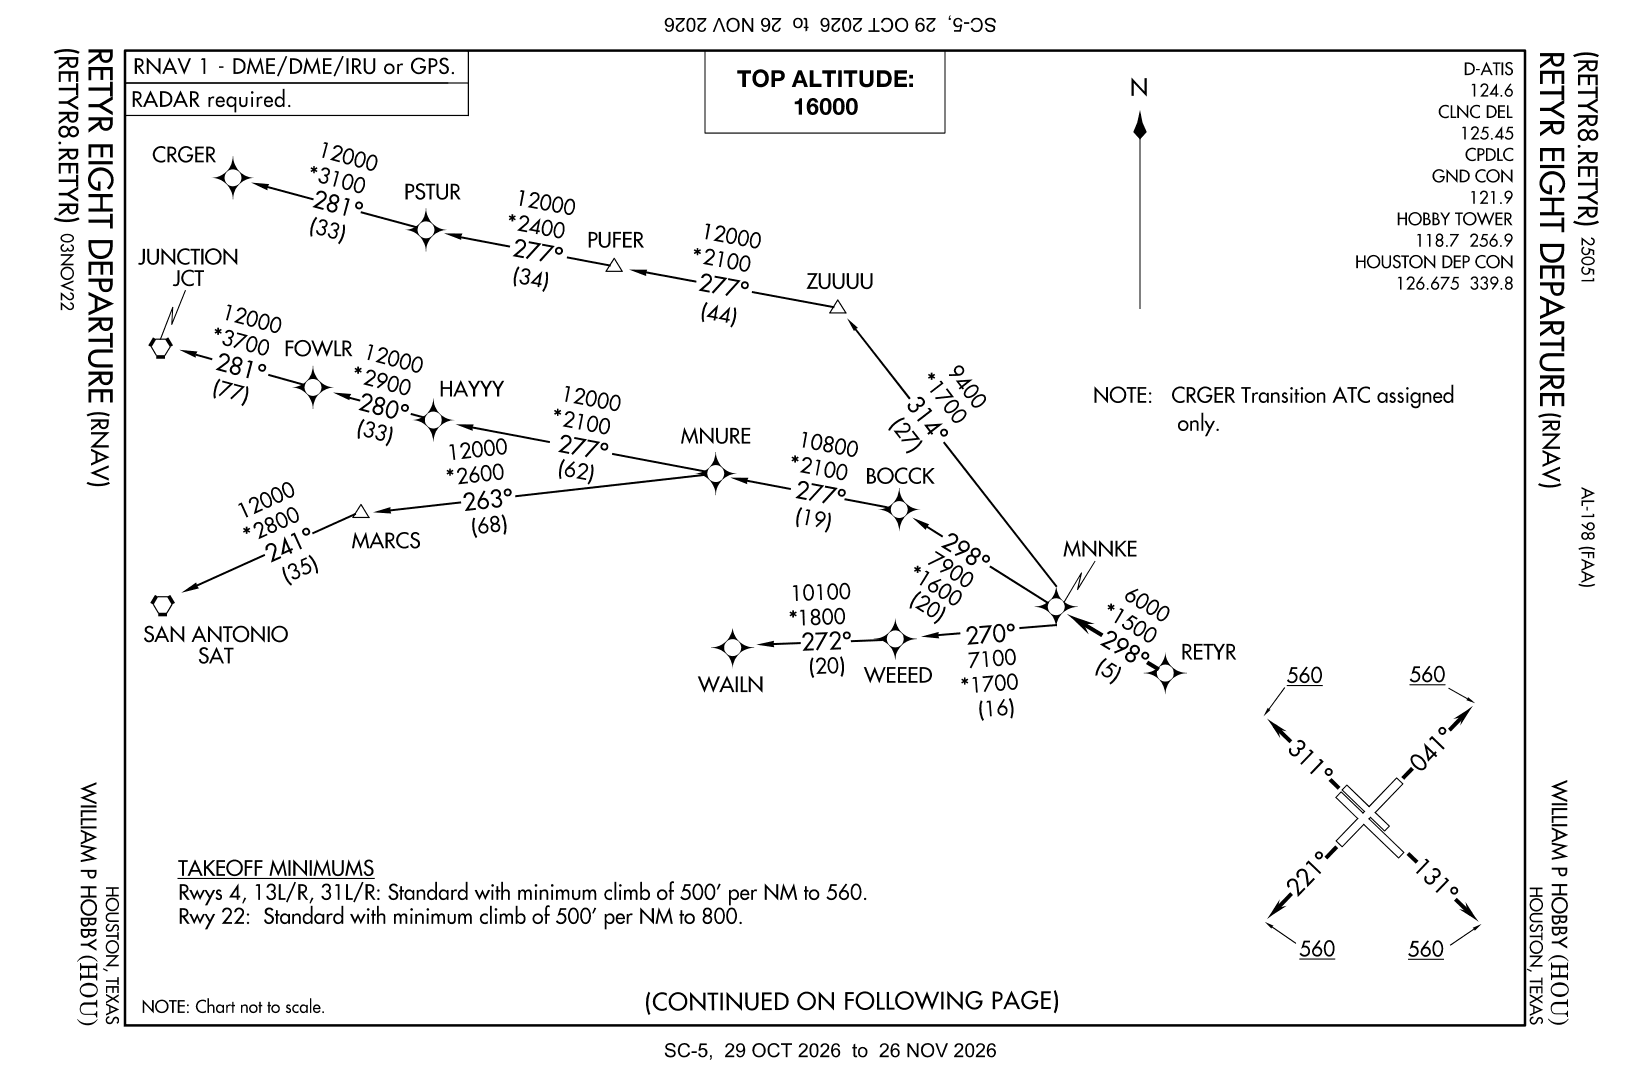 SC-5, 29 OCT 2026 to 26 NOV 2026
(RETYR8.RETYR) 03NOV22
RETYR EIGHT DEPARTURE (RNAV)
WILLIAM P HOBBY (HOU)
HOUSTON, TEXAS
RNAV 1 - DME/DME/IRU or GPS.
RADAR required.
TOP ALTITUDE:
16000
N
D-ATIS
124.6
CLNC DEL
125.45
CPDLC
GND CON
121.9
HOBBY TOWER
118.7 256.9
HOUSTON DEP CON
126.675 339.8
(RETYR8.RETYR) 25051
RETYR EIGHT DEPARTURE (RNAV)
AL-198 (FAA)
WILLIAM P HOBBY (HOU)
HOUSTON, TEXAS
CRGER
12000
*3100
281°
(33)
PSTUR
12000
*2400
277°
(34)
PUFER
12000
*2100
277°
(44)
ZUUUU
JUNCTION
JCT
12000
*3700
281°
(77)
FOWLR
12000
*2900
280°
(33)
HAYYY
12000
*2100
277°
(62)
MNURE
10800
*2100
277°
(19)
BOCCK
9400
*1700
314°
(27)
NOTE: CRGER Transition ATC assigned
only.
12000
*2600
263°
(68)
MARCS
12000
*2800
241°
(35)
SAN ANTONIO
SAT
298°
7900
*1600
(20)
MNNKE
6000
*1500
298°
(5)
RETYR
10100
*1800
272°
(20)
WAILN
WEEED
270°
7100
*1700
(16)
560
560
311°
041°
221°
131°
560
560
TAKEOFF MINIMUMS
Rwys 4, 13L/R, 31L/R: Standard with minimum climb of 500' per NM to 560.
Rwy 22: Standard with minimum climb of 500' per NM to 800.
NOTE: Chart not to scale.
(CONTINUED ON FOLLOWING PAGE)
SC-5, 29 OCT 2026 to 26 NOV 2026